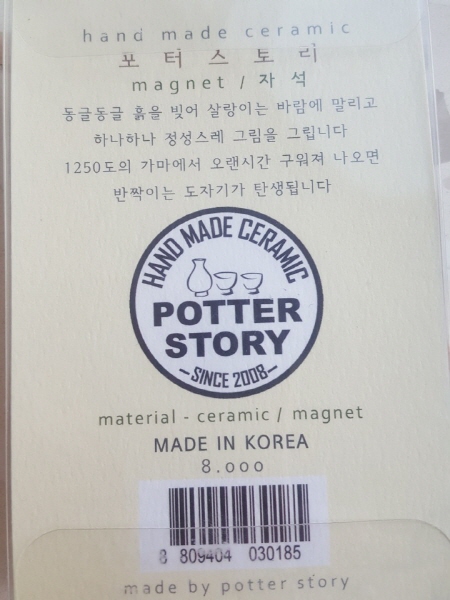 hand made ceramic
포 터 스 토 리
magnet / 자 석
동글동글 흙을 빚어 살랑이는 바람에 말리고
하나하나 정성스레 그림을 그립니다
1250도의 가마에서 오랜시간 구워져 나오면
반짝이는 도자기가 탄생됩니다
HAND MADE CERAMIC
POTTER
STORY
SINCE 2008
material - ceramic / magnet
MADE IN KOREA
8.000
8 809404 030185
made by potter story